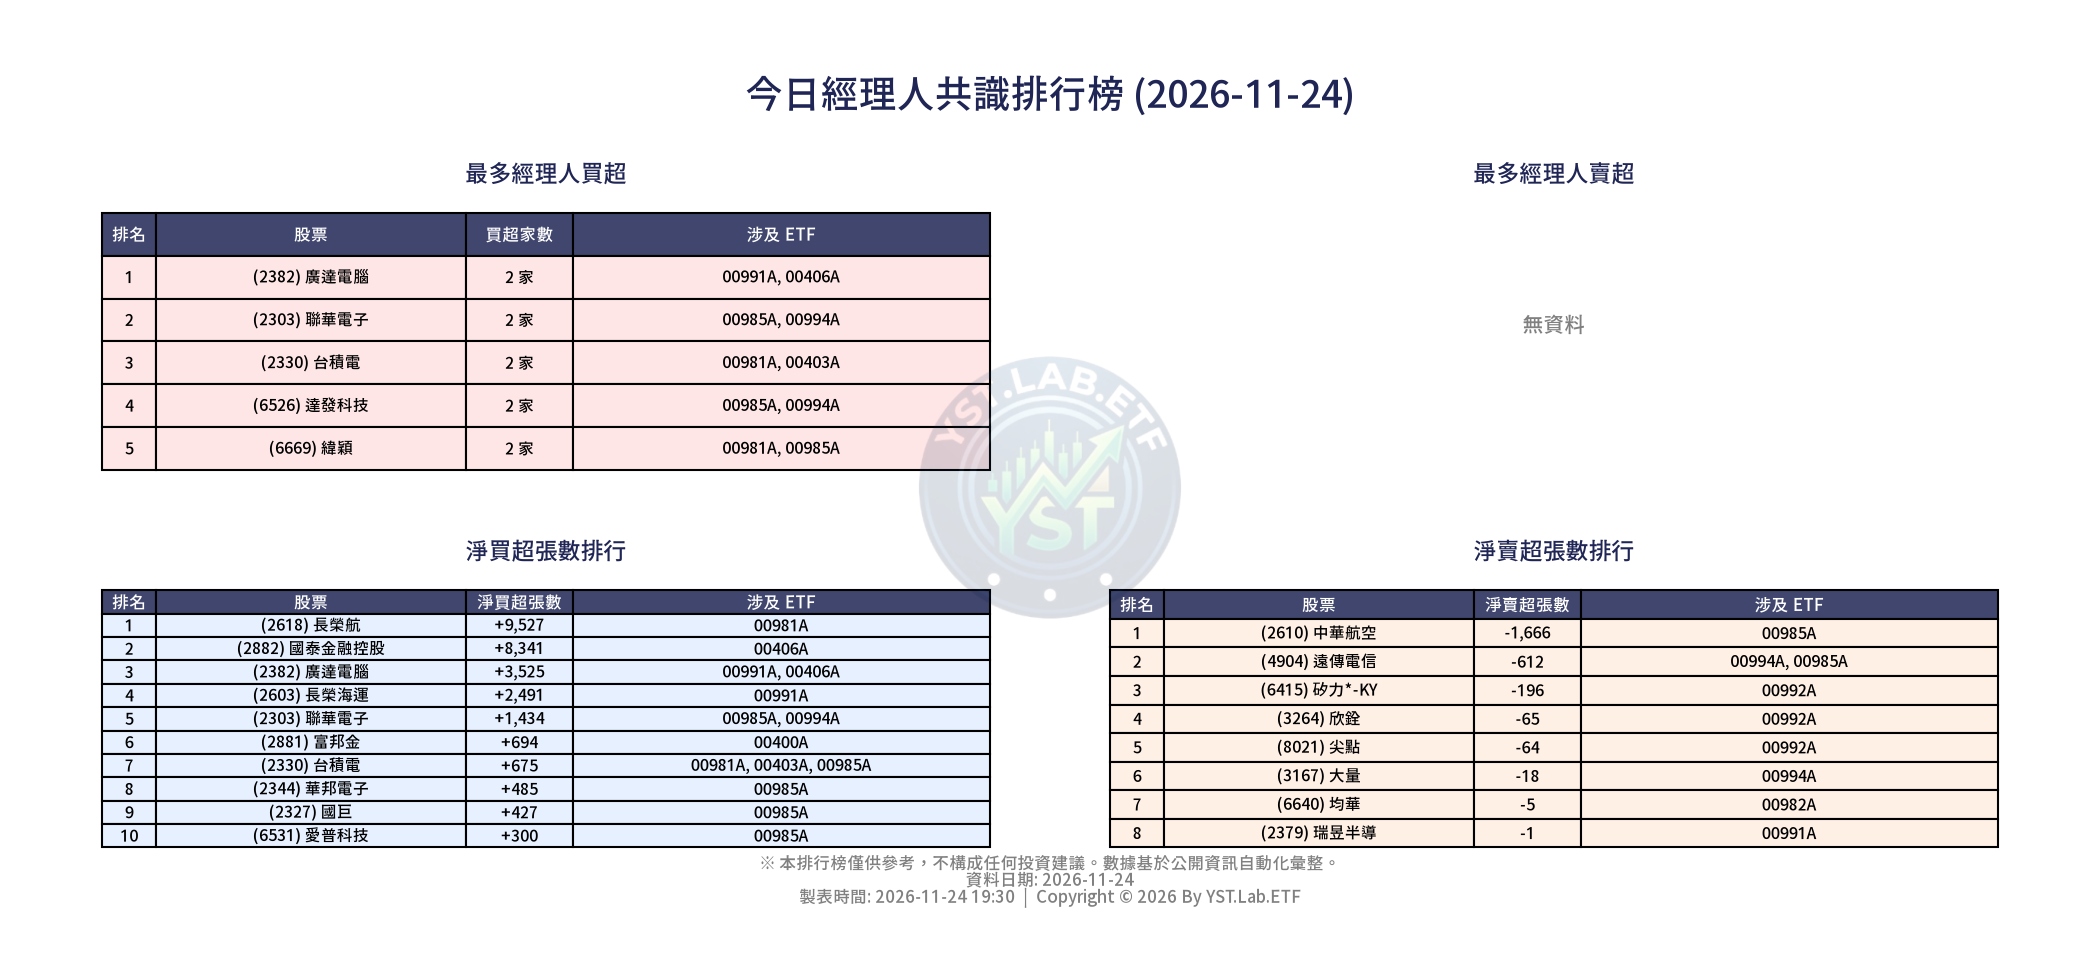 今日經理人共識排行榜 (2026-11-24)
最多經理人買超
排名 股票 買超家數 涉及 ETF
1 (2382) 廣達電腦 2 家 00991A, 00406A
2 (2303) 聯華電子 2 家 00985A, 00994A
3 (2330) 台積電 2 家 00981A, 00403A
4 (6526) 達發科技 2 家 00985A, 00994A
5 (6669) 緯穎 2 家 00981A, 00985A
最多經理人賣超
無資料
YST.LAB.ETF
YST
淨買超張數排行
排名 股票 淨買超張數 涉及 ETF
1 (2618) 長榮航 +9,527 00981A
2 (2882) 國泰金融控股 +8,341 00406A
3 (2382) 廣達電腦 +3,525 00991A, 00406A
4 (2603) 長榮海運 +2,491 00991A
5 (2303) 聯華電子 +1,434 00985A, 00994A
6 (2881) 富邦金 +694 00400A
7 (2330) 台積電 +675 00981A, 00403A, 00985A
8 (2344) 華邦電子 +485 00985A
9 (2327) 國巨 +427 00985A
10 (6531) 愛普科技 +300 00985A
淨賣超張數排行
排名 股票 淨賣超張數 涉及 ETF
1 (2610) 中華航空 -1,666 00985A
2 (4904) 遠傳電信 -612 00994A, 00985A
3 (6415) 矽力*-KY -196 00992A
4 (3264) 欣銓 -65 00992A
5 (8021) 尖點 -64 00992A
6 (3167) 大量 -18 00994A
7 (6640) 均華 -5 00982A
8 (2379) 瑞昱半導 -1 00991A
※ 本排行榜僅供參考，不構成任何投資建議。數據基於公開資訊自動化彙整。
資料日期: 2026-11-24
製表時間: 2026-11-24 19:30 | Copyright © 2026 By YST.Lab.ETF